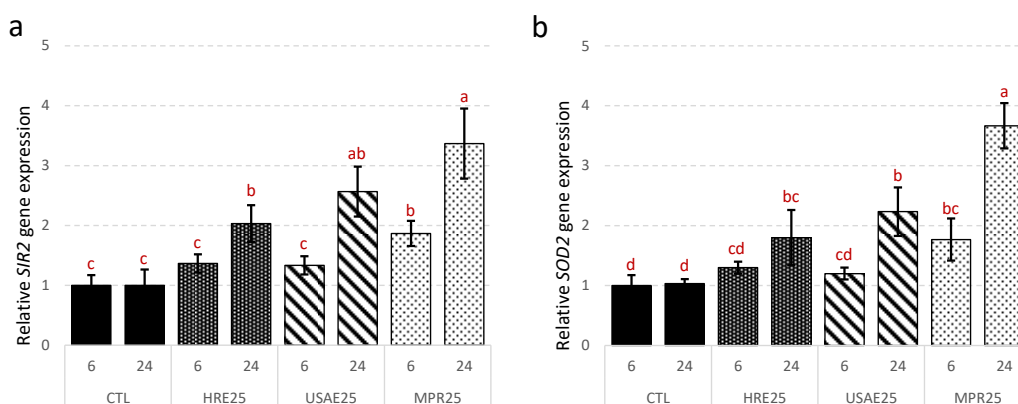 a
Relative SIR2 gene expression
5
4
3
2
1
0
c c c b c ab b a
6 24 6 24 6 24 6 24
CTL HRE25 USAE25 MPR25
b
Relative SOD2 gene expression
5
4
3
2
1
0
d d cd bc cd b bc a
6 24 6 24 6 24 6 24
CTL HRE25 USAE25 MPR25